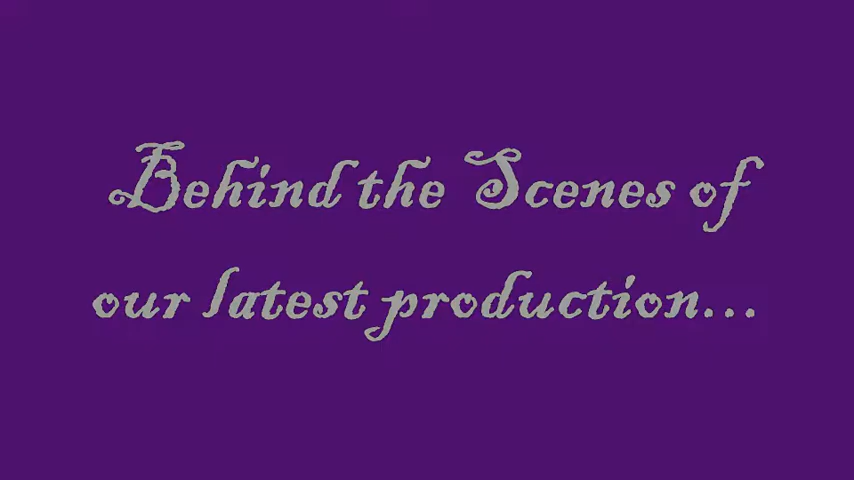 Behind the Scenes of
our latest production...